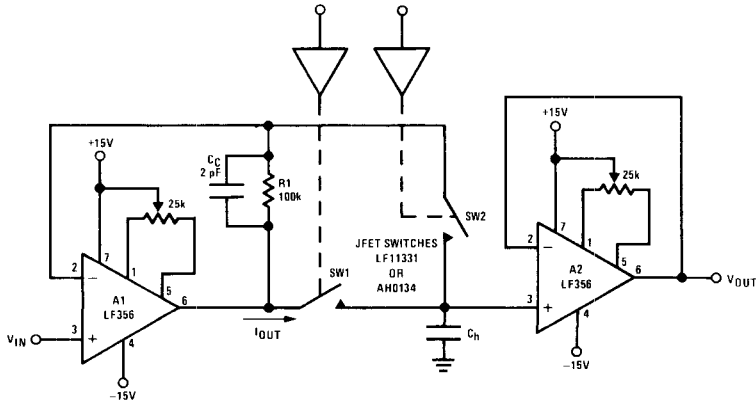 +15V
25k
7
1
5
2
−
A1
LF356
6
VIN
3
+
4
−15V
CC
2 pF
R1
100k
IOUT
SW1
SW2
JFET SWITCHES
LF11331
OR
AH0134
Ch
+15V
25k
7
1
5
2
−
A2
LF356
6
VOUT
3
+
4
−15V